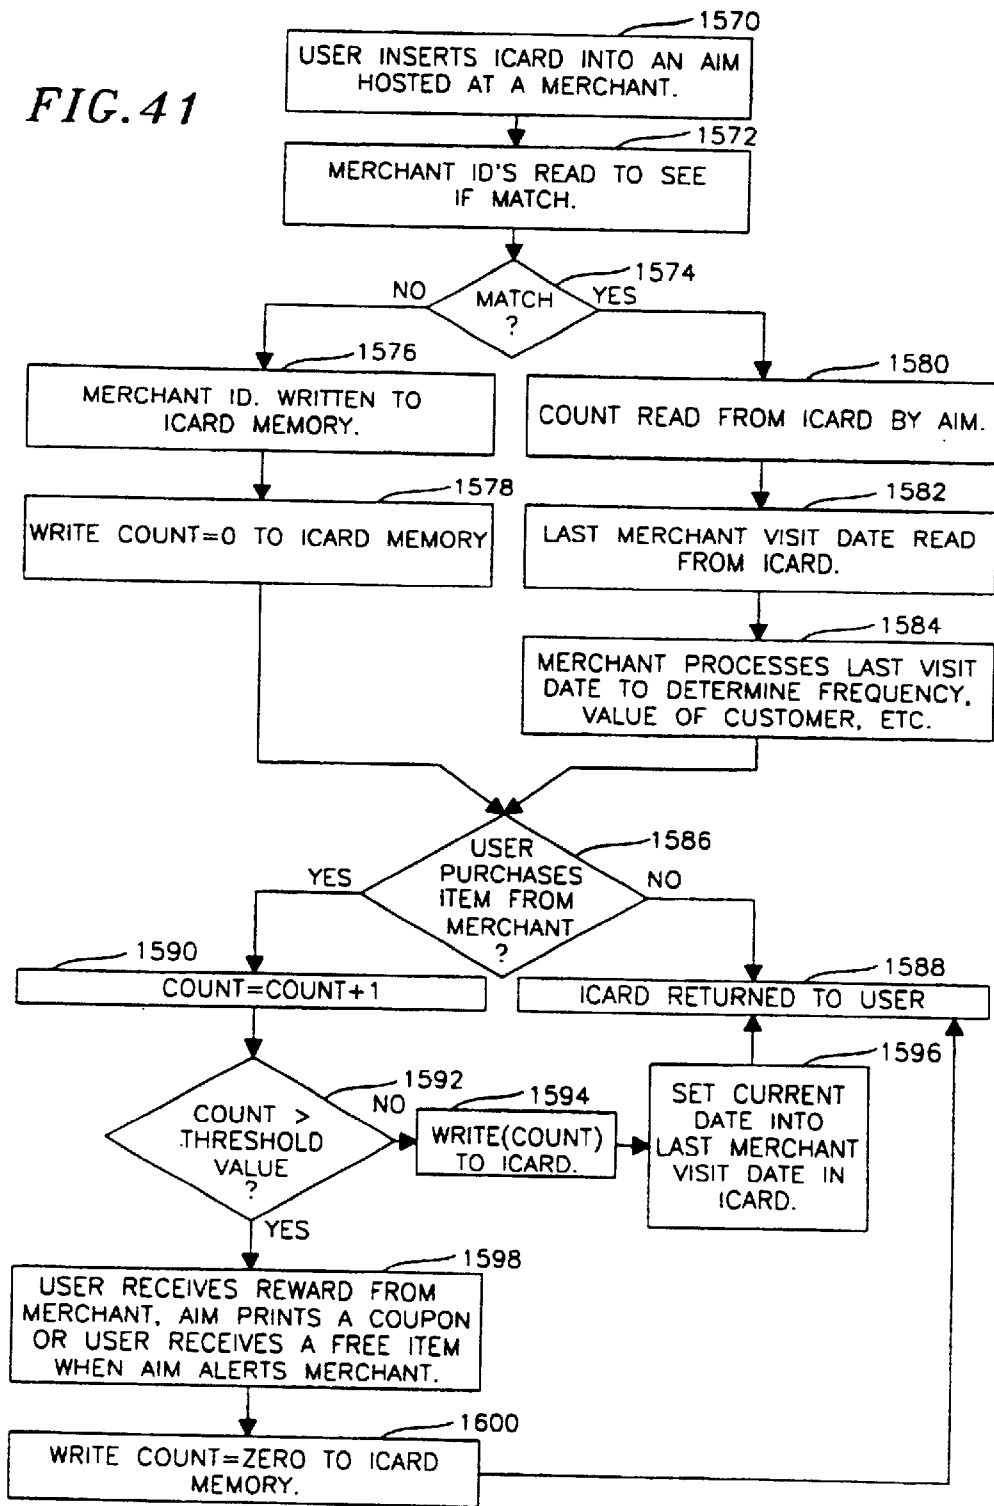 FIG.41
1570
USER INSERTS ICARD INTO AN AIM
HOSTED AT A MERCHANT.
1572
MERCHANT ID'S READ TO SEE
IF MATCH.
1574
MATCH
?
NO
YES
1576
MERCHANT ID. WRITTEN TO
ICARD MEMORY.
1578
WRITE COUNT=0 TO ICARD MEMORY
1580
COUNT READ FROM ICARD BY AIM.
1582
LAST MERCHANT VISIT DATE READ
FROM ICARD.
1584
MERCHANT PROCESSES LAST VISIT
DATE TO DETERMINE FREQUENCY,
VALUE OF CUSTOMER, ETC.
1586
USER
PURCHASES
ITEM FROM
MERCHANT
?
YES
NO
1590
COUNT=COUNT+1
1588
ICARD RETURNED TO USER
1592
COUNT >
THRESHOLD
VALUE
?
NO
1594
WRITE(COUNT)
TO ICARD.
1596
SET CURRENT
DATE INTO
LAST MERCHANT
VISIT DATE IN
ICARD.
YES
1598
USER RECEIVES REWARD FROM
MERCHANT, AIM PRINTS A COUPON
OR USER RECEIVES A FREE ITEM
WHEN AIM ALERTS MERCHANT.
1600
WRITE COUNT=ZERO TO ICARD
MEMORY.